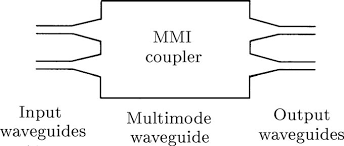 MMI
coupler
Input
waveguides
Multimode
waveguide
Output
waveguides